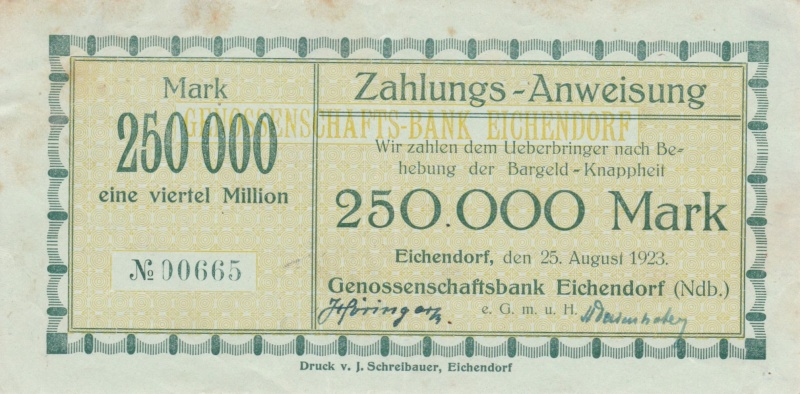 Mark
250 000
eine viertel Million
№ 00665
Zahlungs-Anweisung
GENOSSENSCHAFTS-BANK EICHENDORF
Wir zahlen dem Ueberbringer nach Be-
hebung der Bargeld-Knappheit
250.000 Mark
Eichendorf, den 25. August 1923.
Genossenschaftsbank Eichendorf (Ndb.)
e. G. m. u. H.
Druck v. J. Schreibauer, Eichendorf